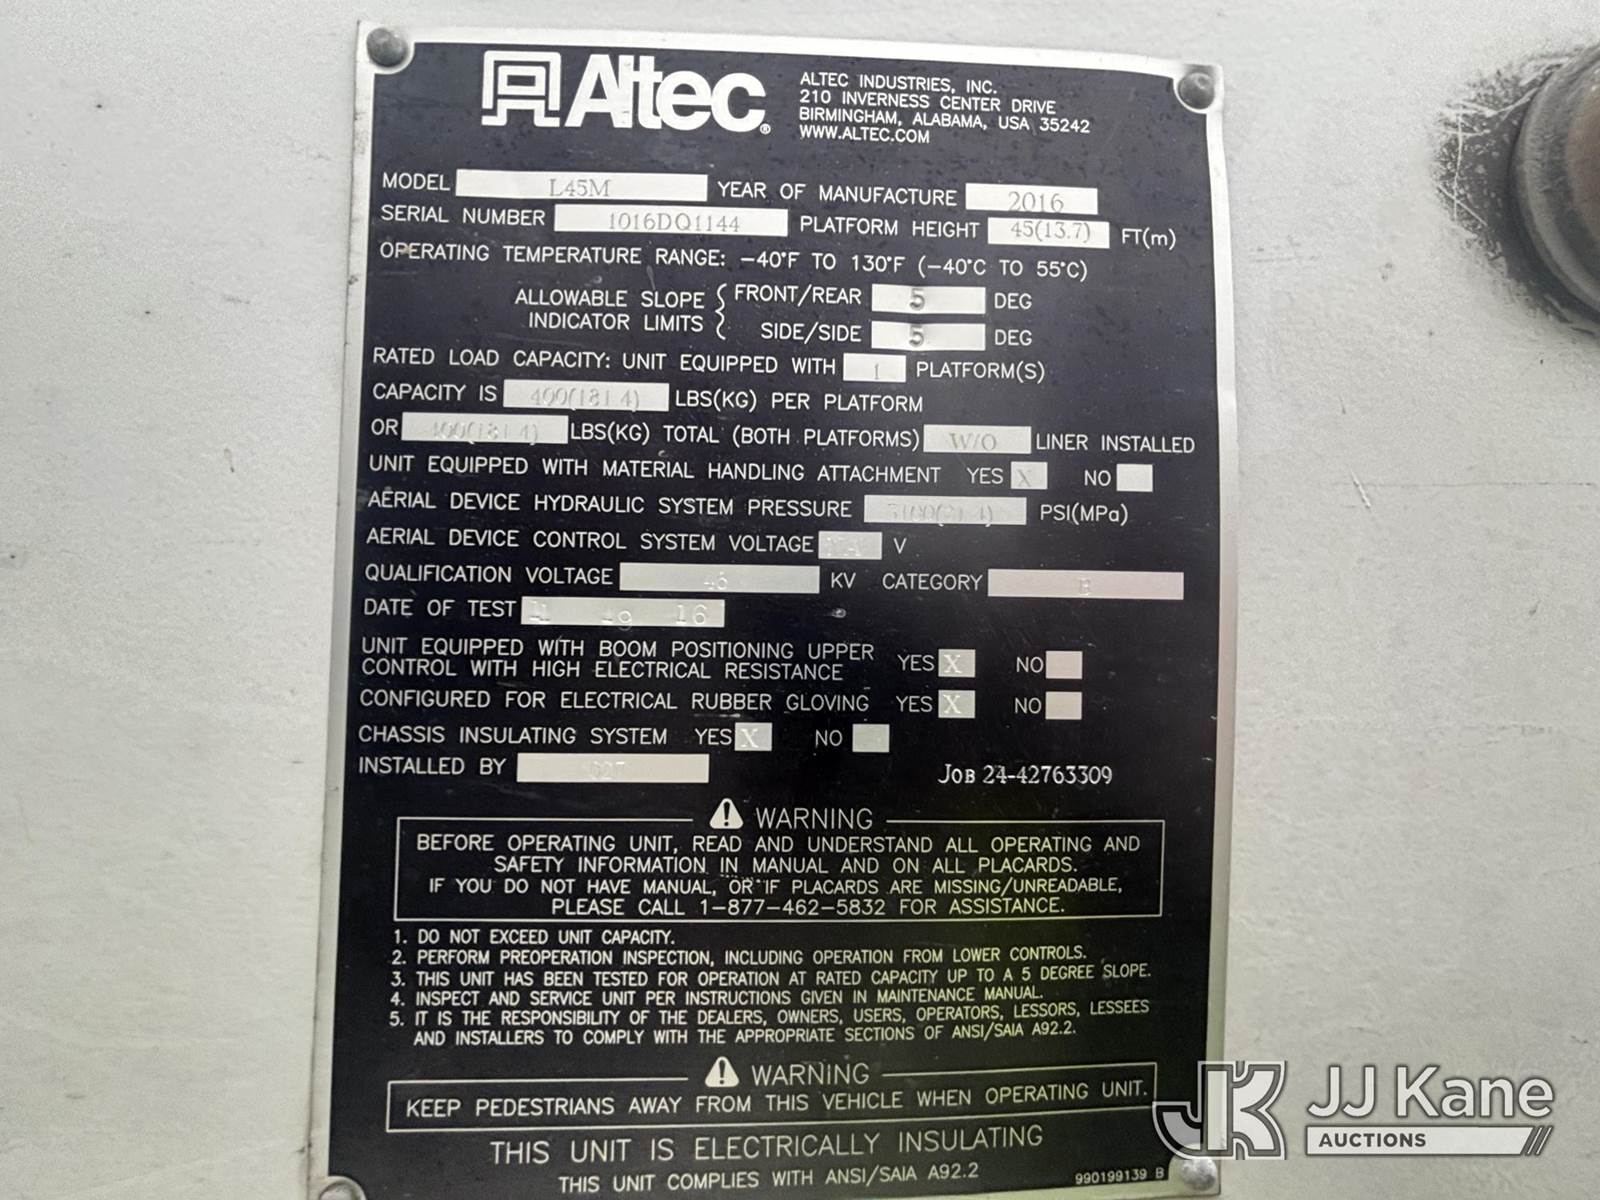 Altec®
ALTEC INDUSTRIES, INC.
210 INVERNESS CENTER DRIVE
BIRMINGHAM, ALABAMA, USA 35242
WWW.ALTEC.COM
MODEL L45M YEAR OF MANUFACTURE 2016
SERIAL NUMBER 1016DQ1144 PLATFORM HEIGHT 45(13.7) FT(m)
OPERATING TEMPERATURE RANGE: -40°F TO 130°F (-40°C TO 55°C)
ALLOWABLE SLOPE { FRONT/REAR 5 DEG
INDICATOR LIMITS SIDE/SIDE 5 DEG
RATED LOAD CAPACITY: UNIT EQUIPPED WITH 1 PLATFORM(S)
CAPACITY IS 400(181.4) LBS(KG) PER PLATFORM
OR 400(181.4) LBS(KG) TOTAL (BOTH PLATFORMS) W/O LINER INSTALLED
UNIT EQUIPPED WITH MATERIAL HANDLING ATTACHMENT YES X NO
AERIAL DEVICE HYDRAULIC SYSTEM PRESSURE PSI(MPa)
AERIAL DEVICE CONTROL SYSTEM VOLTAGE V
QUALIFICATION VOLTAGE 46 KV CATEGORY
DATE OF TEST 16
UNIT EQUIPPED WITH BOOM POSITIONING UPPER
CONTROL WITH HIGH ELECTRICAL RESISTANCE YES X NO
CONFIGURED FOR ELECTRICAL RUBBER GLOVING YES X NO
CHASSIS INSULATING SYSTEM YES X NO
INSTALLED BY
JOB 24-42763309
WARNING
BEFORE OPERATING UNIT, READ AND UNDERSTAND ALL OPERATING AND
SAFETY INFORMATION IN MANUAL AND ON ALL PLACARDS.
IF YOU DO NOT HAVE MANUAL, OR IF PLACARDS ARE MISSING/UNREADABLE,
PLEASE CALL 1-877-462-5832 FOR ASSISTANCE.
1. DO NOT EXCEED UNIT CAPACITY.
2. PERFORM PREOPERATION INSPECTION, INCLUDING OPERATION FROM LOWER CONTROLS.
3. THIS UNIT HAS BEEN TESTED FOR OPERATION AT RATED CAPACITY UP TO A 5 DEGREE SLOPE.
4. INSPECT AND SERVICE UNIT PER INSTRUCTIONS GIVEN IN MAINTENANCE MANUAL.
5. IT IS THE RESPONSIBILITY OF THE DEALERS, OWNERS, USERS, OPERATORS, LESSORS, LESSEES
AND INSTALLERS TO COMPLY WITH THE APPROPRIATE SECTIONS OF ANSI/SAIA A92.2.
WARNING
KEEP PEDESTRIANS AWAY FROM THIS VEHICLE WHEN OPERATING UNIT.
THIS UNIT IS ELECTRICALLY INSULATING
THIS UNIT COMPLIES WITH ANSI/SAIA A92.2
990199139 B
JK JJ Kane
AUCTIONS